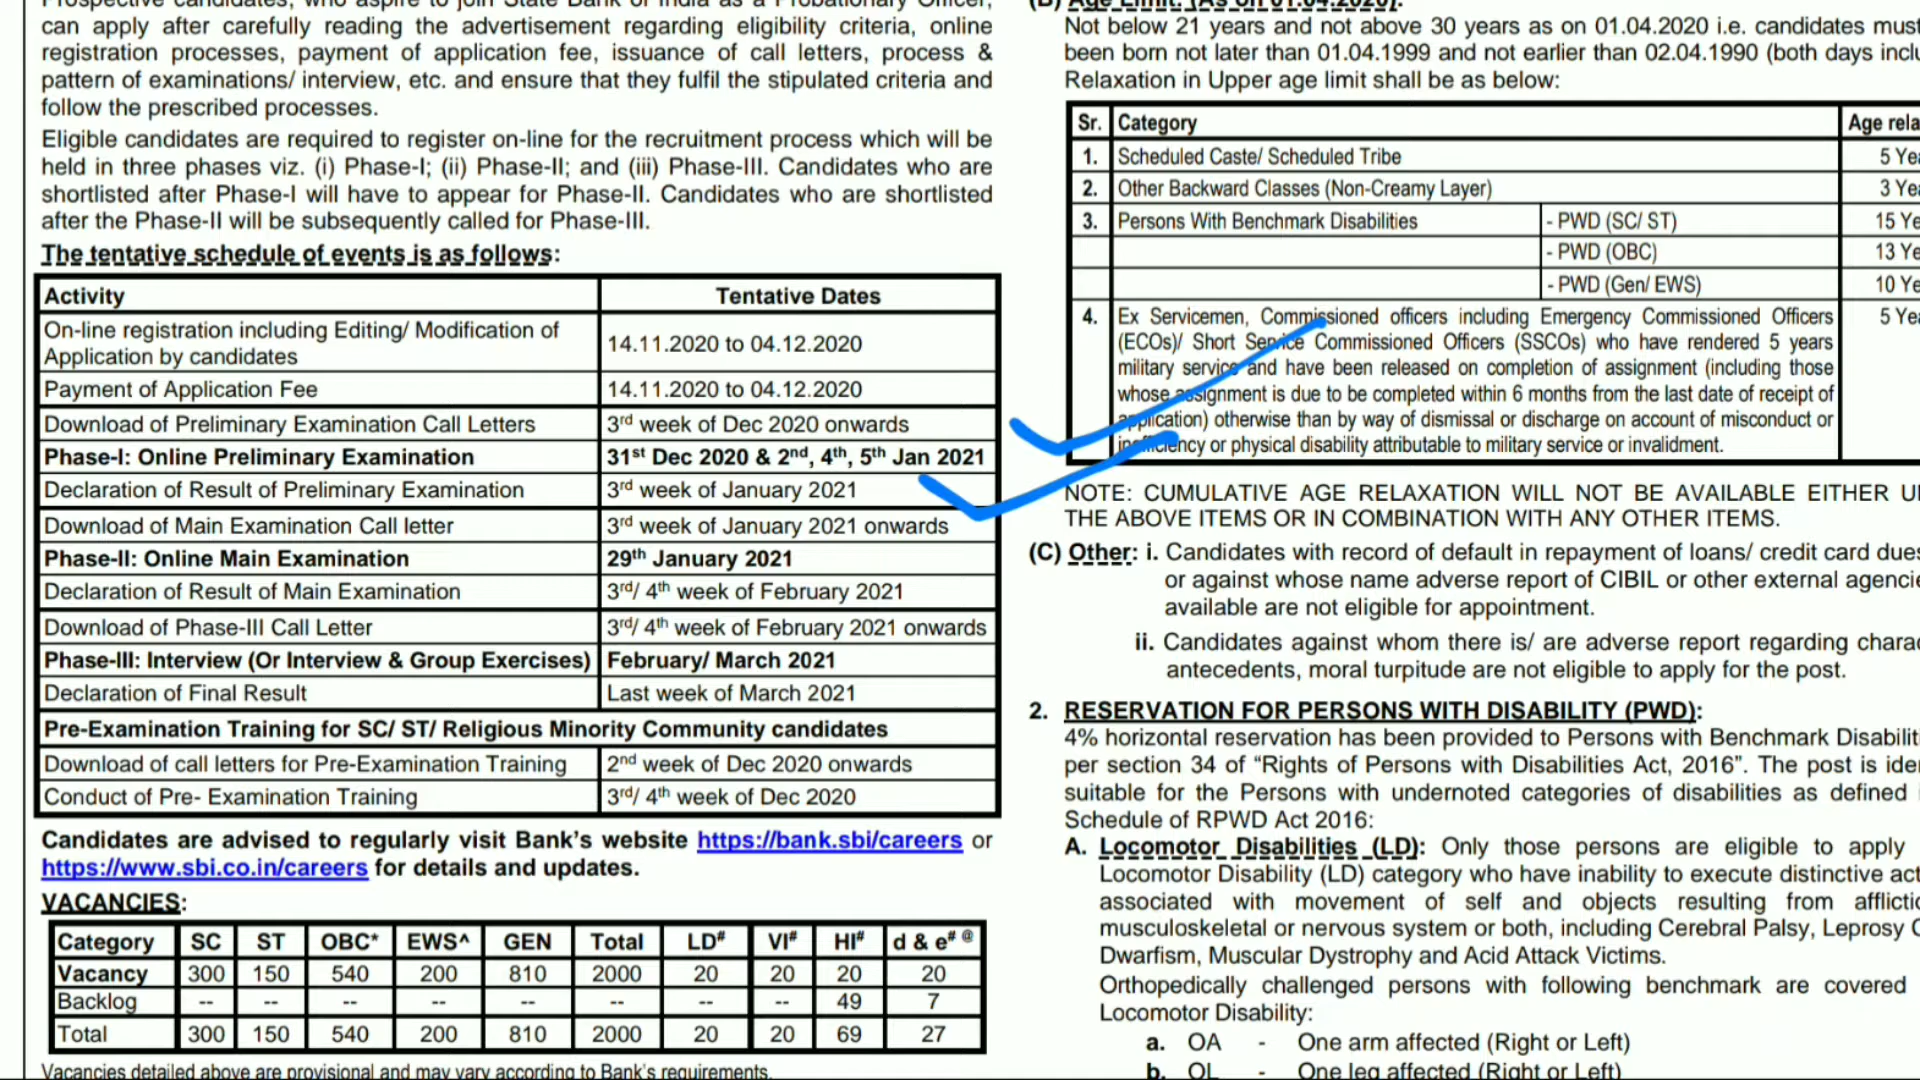 can apply after carefully reading the advertisement regarding eligibility criteria, online
registration processes, payment of application fee, issuance of call letters, process &
pattern of examinations/ interview, etc. and ensure that they fulfil the stipulated criteria and
follow the prescribed processes.
Eligible candidates are required to register on-line for the recruitment process which will be
held in three phases viz. (i) Phase-I; (ii) Phase-II; and (iii) Phase-III. Candidates who are
shortlisted after Phase-I will have to appear for Phase-II. Candidates who are shortlisted
after the Phase-II will be subsequently called for Phase-III.
The tentative schedule of events is as follows:
Activity Tentative Dates
On-line registration including Editing/ Modification of
Application by candidates 14.11.2020 to 04.12.2020
Payment of Application Fee 14.11.2020 to 04.12.2020
Download of Preliminary Examination Call Letters 3rd week of Dec 2020 onwards
Phase-I: Online Preliminary Examination 31st Dec 2020 & 2nd, 4th, 5th Jan 2021
Declaration of Result of Preliminary Examination 3rd week of January 2021
Download of Main Examination Call letter 3rd week of January 2021 onwards
Phase-II: Online Main Examination 29th January 2021
Declaration of Result of Main Examination 3rd/ 4th week of February 2021
Download of Phase-III Call Letter 3rd/ 4th week of February 2021 onwards
Phase-III: Interview (Or Interview & Group Exercises) February/ March 2021
Declaration of Final Result Last week of March 2021
Pre-Examination Training for SC/ ST/ Religious Minority Community candidates
Download of call letters for Pre-Examination Training 2nd week of Dec 2020 onwards
Conduct of Pre- Examination Training 3rd/ 4th week of Dec 2020
Candidates are advised to regularly visit Bank's website https://bank.sbi/careers or
https://www.sbi.co.in/careers for details and updates.
VACANCIES:
Category SC ST OBC* EWS^ GEN Total LD# VI# HI# d & e# @
Vacancy 300 150 540 200 810 2000 20 20 20 20
Backlog -- -- -- -- -- -- -- -- 49 7
Total 300 150 540 200 810 2000 20 20 69 27
Vacancies detailed above are provisional and may vary according to Bank's requirements.
(B) Age Limit: (As on 01.04.2020):
Not below 21 years and not above 30 years as on 01.04.2020 i.e. candidates must
been born not later than 01.04.1999 and not earlier than 02.04.1990 (both days inclu
Relaxation in Upper age limit shall be as below:
Sr. Category Age rela
1. Scheduled Caste/ Scheduled Tribe 5 Yea
2. Other Backward Classes (Non-Creamy Layer) 3 Yea
3. Persons With Benchmark Disabilities - PWD (SC/ ST) 15 Ye
- PWD (OBC) 13 Ye
- PWD (Gen/ EWS) 10 Ye
4. Ex Servicemen, Commissioned officers including Emergency Commissioned Officers 5 Yea
(ECOs)/ Short Service Commissioned Officers (SSCOs) who have rendered 5 years
military service and have been released on completion of assignment (including those
whose assignment is due to be completed within 6 months from the last date of receipt of
application) otherwise than by way of dismissal or discharge on account of misconduct or
inefficiency or physical disability attributable to military service or invalidment.
NOTE: CUMULATIVE AGE RELAXATION WILL NOT BE AVAILABLE EITHER U
THE ABOVE ITEMS OR IN COMBINATION WITH ANY OTHER ITEMS.
(C) Other: i. Candidates with record of default in repayment of loans/ credit card dues
or against whose name adverse report of CIBIL or other external agencie
available are not eligible for appointment.
ii. Candidates against whom there is/ are adverse report regarding charac
antecedents, moral turpitude are not eligible to apply for the post.
2. RESERVATION FOR PERSONS WITH DISABILITY (PWD):
4% horizontal reservation has been provided to Persons with Benchmark Disabiliti
per section 34 of “Rights of Persons with Disabilities Act, 2016”. The post is iden
suitable for the Persons with undernoted categories of disabilities as defined
Schedule of RPWD Act 2016:
A. Locomotor Disabilities (LD): Only those persons are eligible to apply
Locomotor Disability (LD) category who have inability to execute distinctive act
associated with movement of self and objects resulting from afflictio
musculoskeletal or nervous system or both, including Cerebral Palsy, Leprosy C
Dwarfism, Muscular Dystrophy and Acid Attack Victims.
Orthopedically challenged persons with following benchmark are covered
Locomotor Disability:
a. OA - One arm affected (Right or Left)
b. OL - One leg affected (Right or Left)